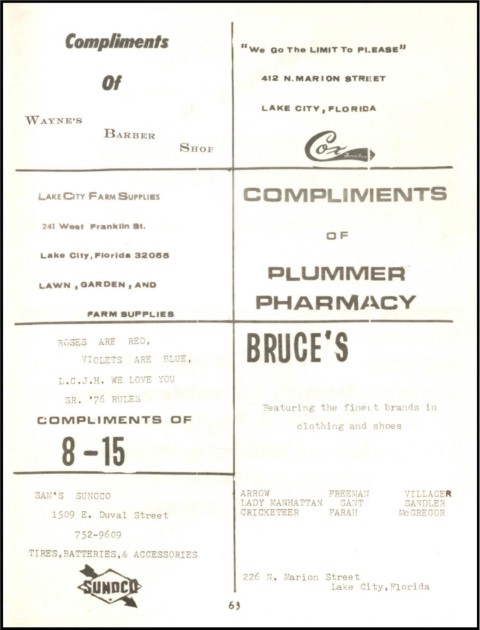 Compliments
Of
WAYNE'S
BARBER
SHOP
"We Go The LIMIT To PLEASE"
412 N. MARION STREET
LAKE CITY, FLORIDA
Cox
LAKE CITY FARM SUPPLIES
241 West Franklin St.
Lake City, Florida 32055
LAWN, GARDEN, AND
FARM SUPPLIES
COMPLIMENTS
OF
PLUMMER
PHARMACY
ROSES ARE RED,
VIOLETS ARE BLUE,
L.C.J.H. WE LOVE YOU
SR. '76 RULES
COMPLIMENTS OF
8-15
BRUCE'S
Featuring the finest brands in
clothing and shoes
ARROW FREEMAN VILLAGER
LADY MANHATTAN GANT SANDLER
CRICKETEER FARAH McGREGOR
226 N. Marion Street
Lake City, Florida
SAM'S SUNOCO
1509 E. Duval Street
752-9609
TIRES, BATTERIES, & ACCESSORIES
SUNOCO
63